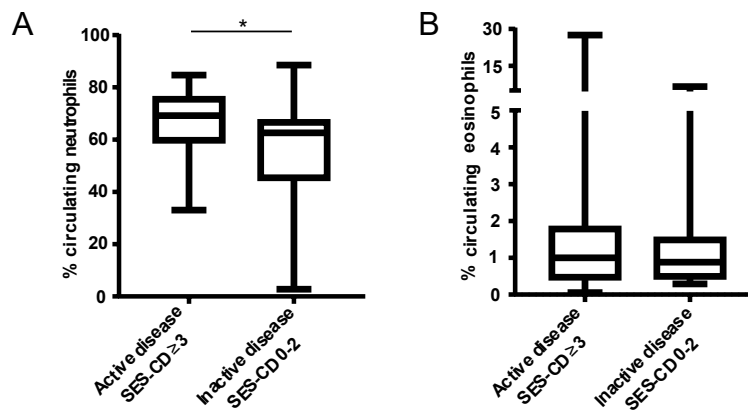 A
*
% circulating neutrophils
100
80
60
40
20
0
Active disease
SES-CD≥3
Inactive disease
SES-CD 0-2
B
% circulating eosinophils
30
15
5
4
3
2
1
0
Active disease
SES-CD≥3
Inactive disease
SES-CD 0-2